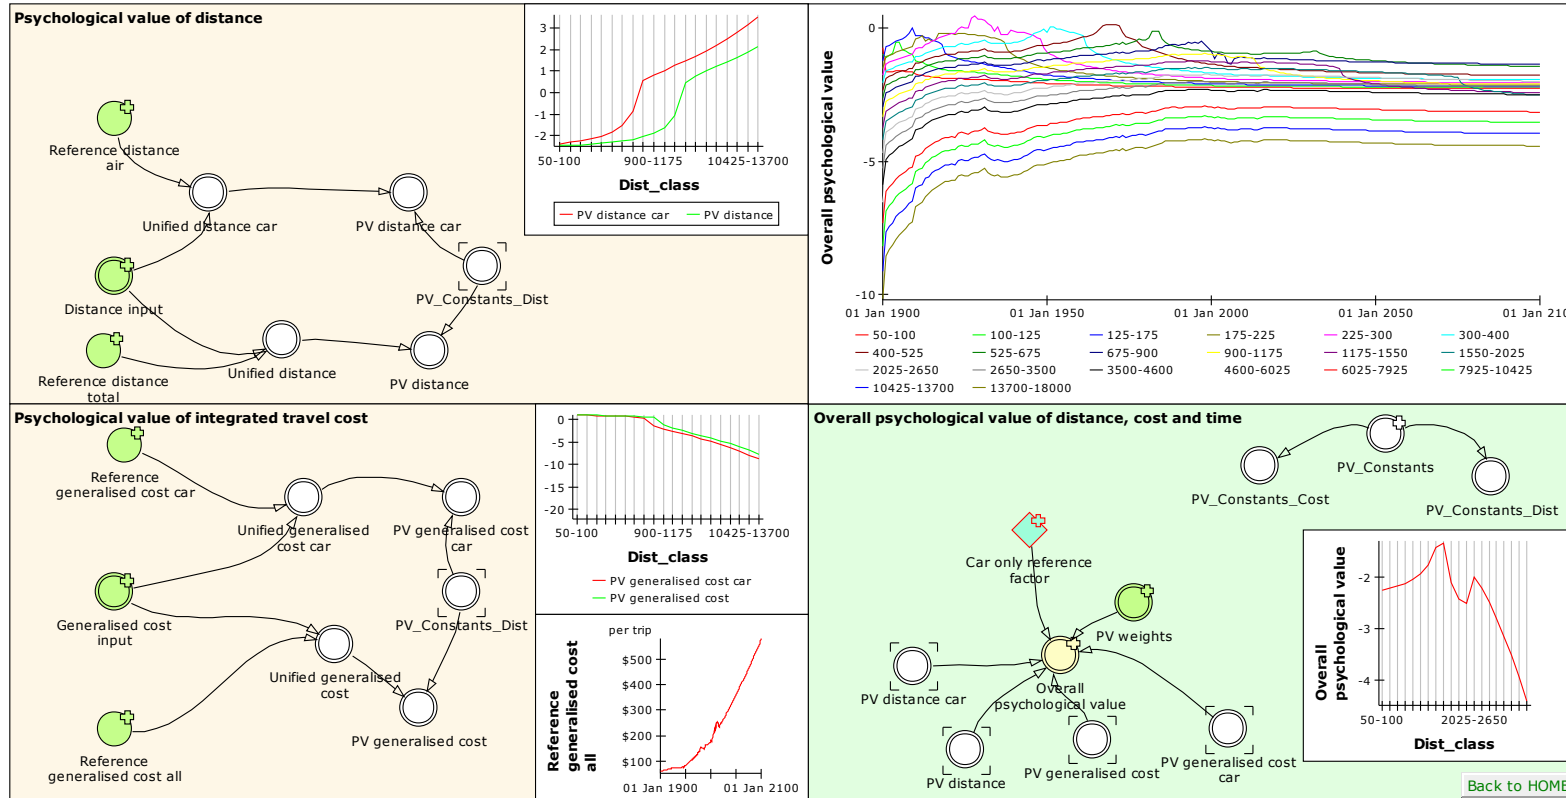 Psychological value of distance
Reference distance
air
Unified distance car
PV distance car
PV_Constants_Dist
Distance input
Reference distance
total
Unified distance
PV distance
3
2
1
0
-1
-2
50-100
900-1175
10425-13700
Dist_class
PV distance car
PV distance
Overall psychological value
0
-5
-10
01 Jan 1900
01 Jan 1950
01 Jan 2000
01 Jan 2050
01 Jan 210
50-100
100-125
125-175
175-225
225-300
300-400
400-525
525-675
675-900
900-1175
1175-1550
1550-2025
2025-2650
2650-3500
3500-4600
4600-6025
6025-7925
7925-10425
10425-13700
13700-18000
Psychological value of integrated travel cost
Reference
generalised cost car
Unified generalised
cost car
PV generalised cost
car
Generalised cost
input
PV_Constants_Dist
Unified generalised
cost
PV generalised cost
Reference
generalised cost all
0
-5
-10
-15
-20
50-100
900-1175
10425-13700
Dist_class
PV generalised cost car
PV generalised cost
per trip
Reference
generalised cost
all
$500
$400
$300
$200
$100
01 Jan 1900
01 Jan 2100
Overall psychological value of distance, cost and time
PV_Constants
PV_Constants_Cost
PV_Constants_Dist
Car only reference
factor
PV weights
PV distance car
Overall
psychological value
PV distance
PV generalised cost
PV generalised cost
car
Overall
psychological value
-2
-3
-4
50-100
2025-2650
Dist_class
Back to HOME